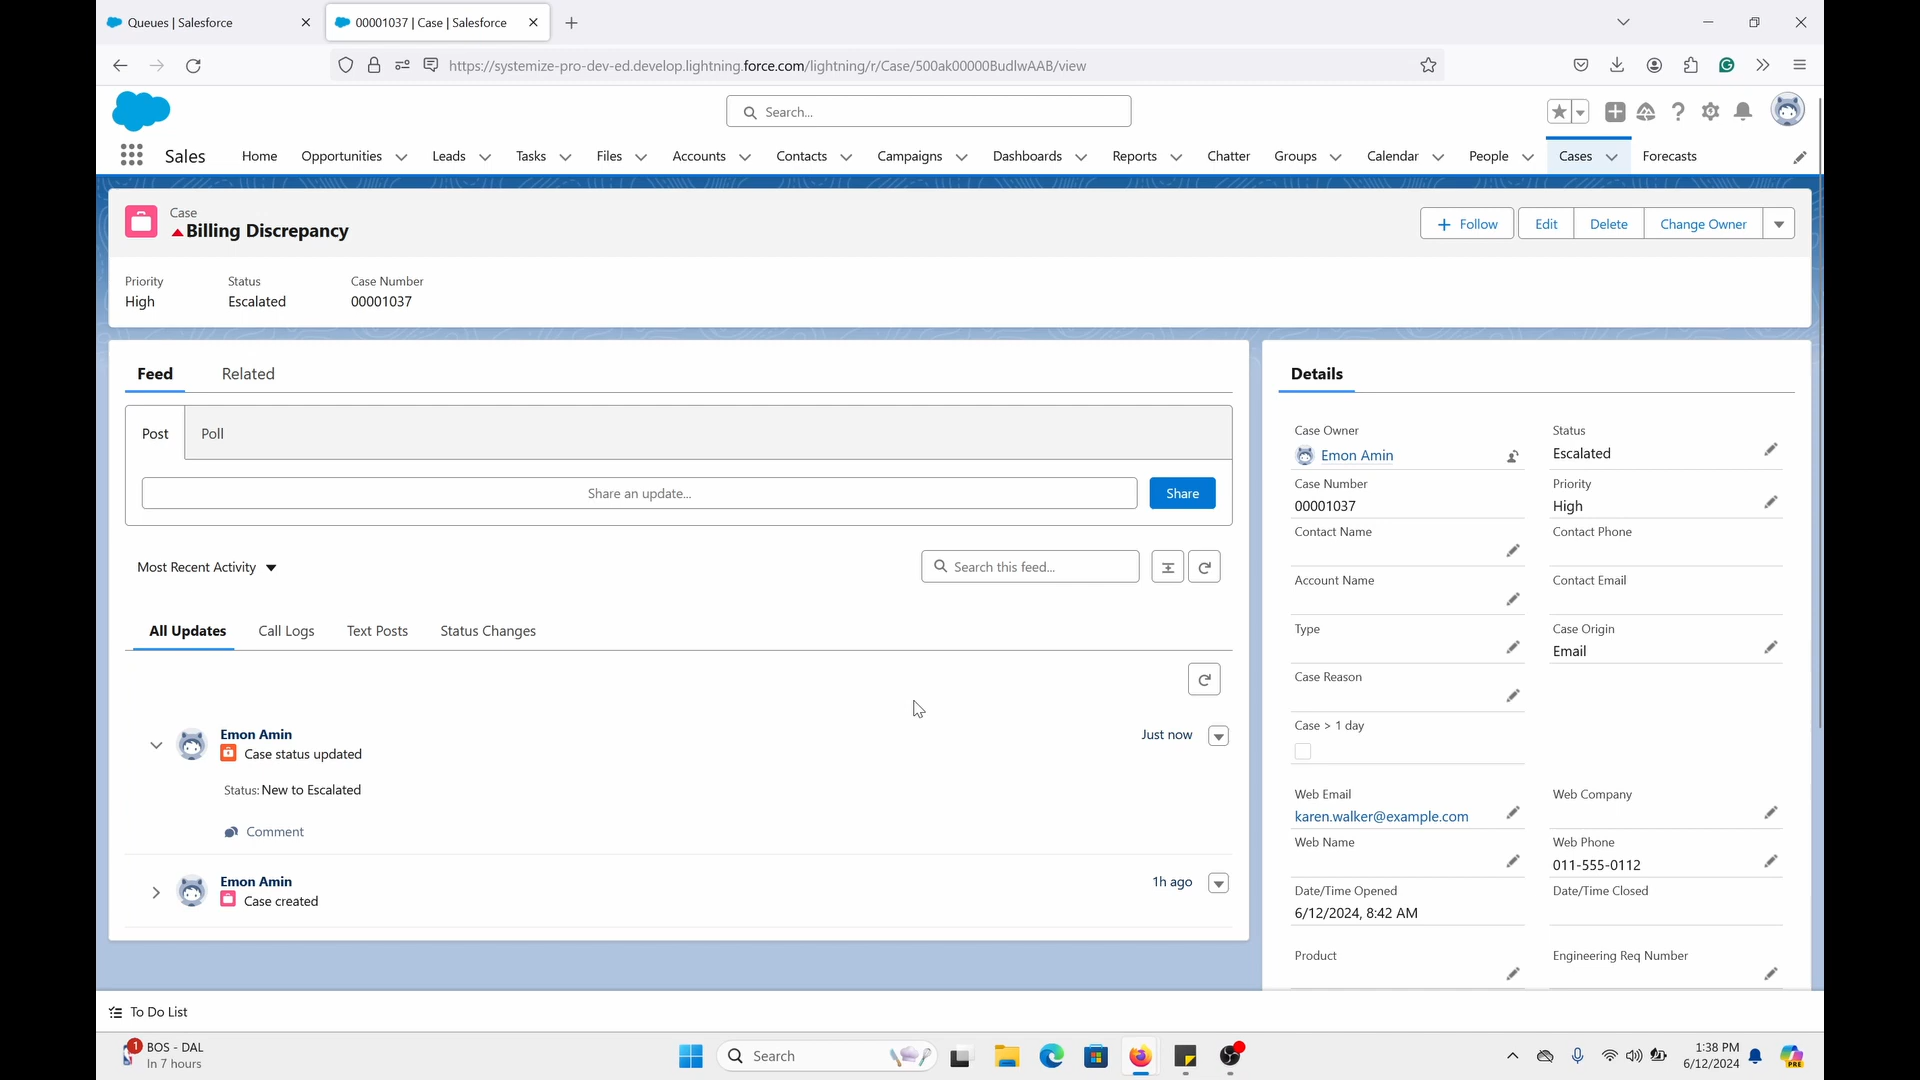 Queues | Salesforce
00001037 | Case | Salesforce
https://systemize-pro-dev-ed.develop.lightning.force.com/lightning/r/Case/500ak00000BudlwAAB/view
Search...
Sales
Home
Opportunities
Leads
Tasks
Files
Accounts
Contacts
Campaigns
Dashboards
Reports
Chatter
Groups
Calendar
People
Cases
Forecasts
Case
Billing Discrepancy
+ Follow
Edit
Delete
Change Owner
Priority
High
Status
Escalated
Case Number
00001037
Feed
Related
Post
Poll
Share an update...
Share
Most Recent Activity
Search this feed...
All Updates
Call Logs
Text Posts
Status Changes
Emon Amin
Case status updated
Just now
Status: New to Escalated
Comment
Emon Amin
Case created
1h ago
Details
Case Owner
Emon Amin
Status
Escalated
Case Number
00001037
Priority
High
Contact Name
Contact Phone
Account Name
Contact Email
Type
Case Origin
Email
Case Reason
Case > 1 day
Web Email
karen.walker@example.com
Web Company
Web Name
Web Phone
011-555-0112
Date/Time Opened
6/12/2024, 8:42 AM
Date/Time Closed
Product
Engineering Req Number
To Do List
1
BOS - DAL
In 7 hours
Search
1:38 PM
6/12/2024
PRE